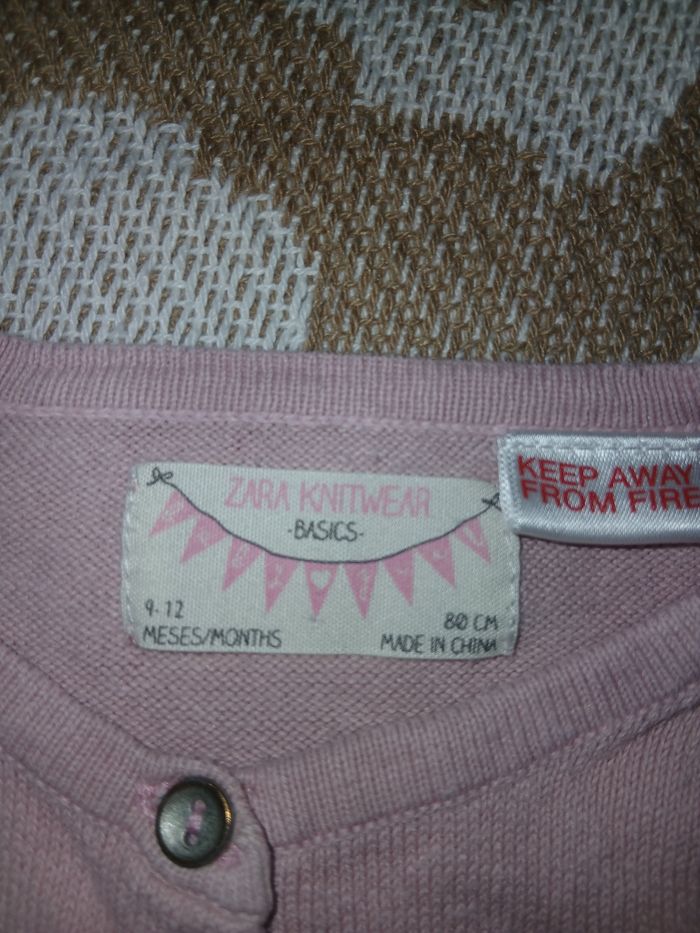 ZARA KNITWEAR
-BASICS-
9-12
MESES/MONTHS
80 CM
MADE IN CHINA
KEEP AWAY
FROM FIRE